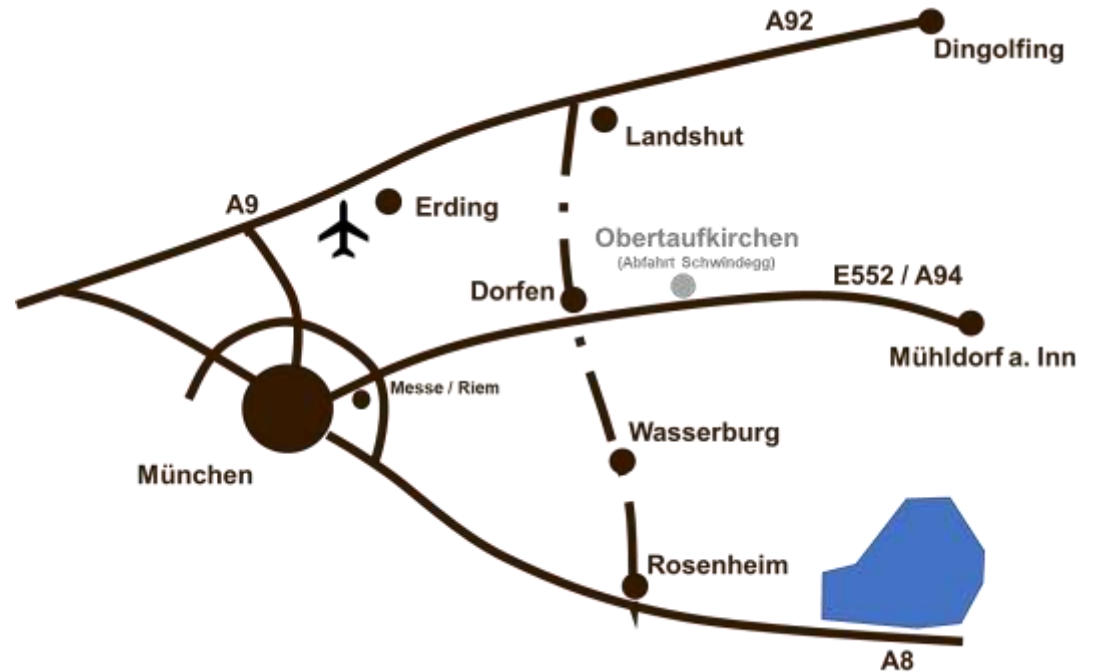 A92
Dingolfing
Landshut
A9
Erding
Obertaufkirchen
(Abfahrt Schwindegg)
E552 / A94
Dorfen
Mühldorf a. Inn
Messe / Riem
Wasserburg
München
Rosenheim
A8